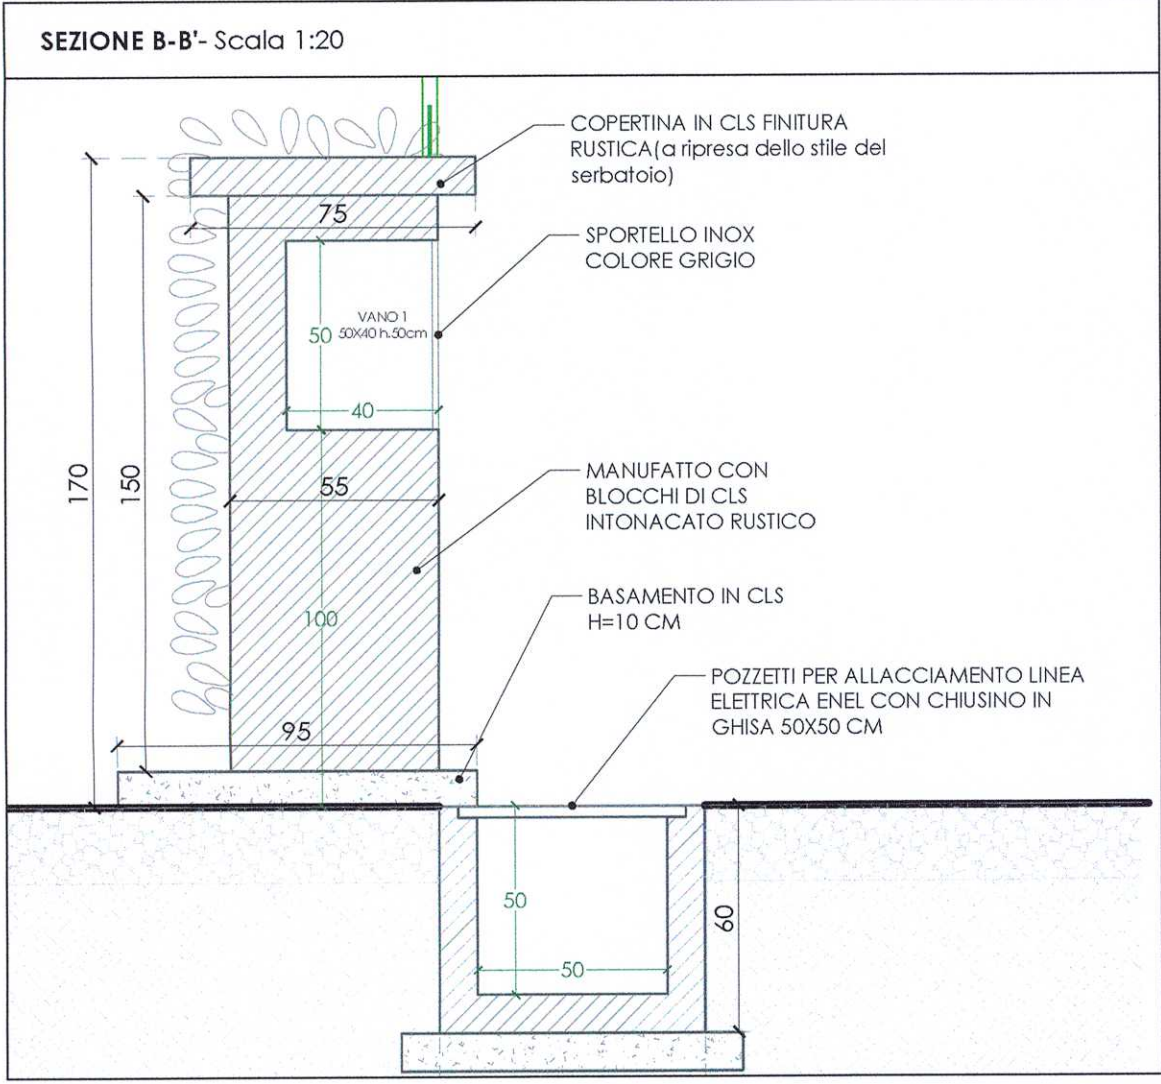 SEZIONE B-B'- Scala 1:20
COPERTINA IN CLS FINITURA
RUSTICA(a ripresa dello stile del
serbatoio)
75
SPORTELLO INOX
COLORE GRIGIO
VANO 1
50X40 h.50cm
50
40
170
150
55
MANUFATTO CON
BLOCCHI DI CLS
INTONACATO RUSTICO
100
BASAMENTO IN CLS
H=10 CM
95
POZZETTI PER ALLACCIAMENTO LINEA
ELETTRICA ENEL CON CHIUSINO IN
GHISA 50X50 CM
50
50
60